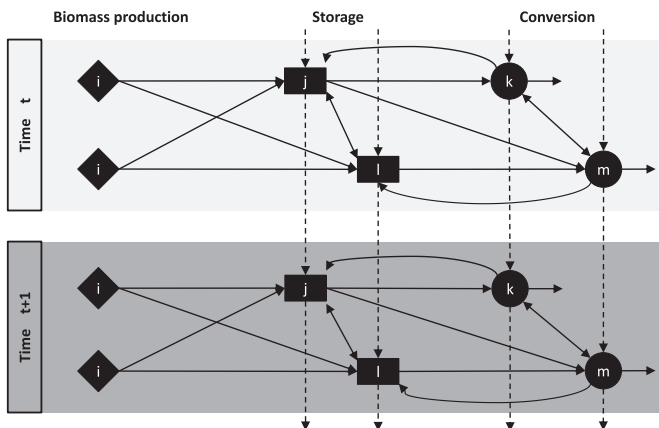 Biomass production Storage Conversion
Time t
i j k
i l m
Time t+1
i j k
i l m